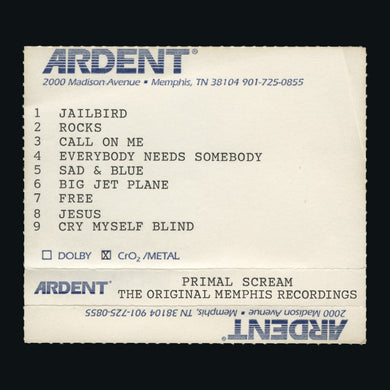 ARDENT®
2000 Madison Avenue • Memphis, TN 38104 901-725-0855
1 JAILBIRD
2 ROCKS
3 CALL ON ME
4 EVERYBODY NEEDS SOMEBODY
5 SAD & BLUE
6 BIG JET PLANE
7 FREE
8 JESUS
9 CRY MYSELF BLIND
☐ DOLBY ☒ CrO₂ /METAL
ARDENT® PRIMAL SCREAM
THE ORIGINAL MEMPHIS RECORDINGS
2000 Madison Avenue • Memphis, TN 38104 901-725-0855
ARDENT®